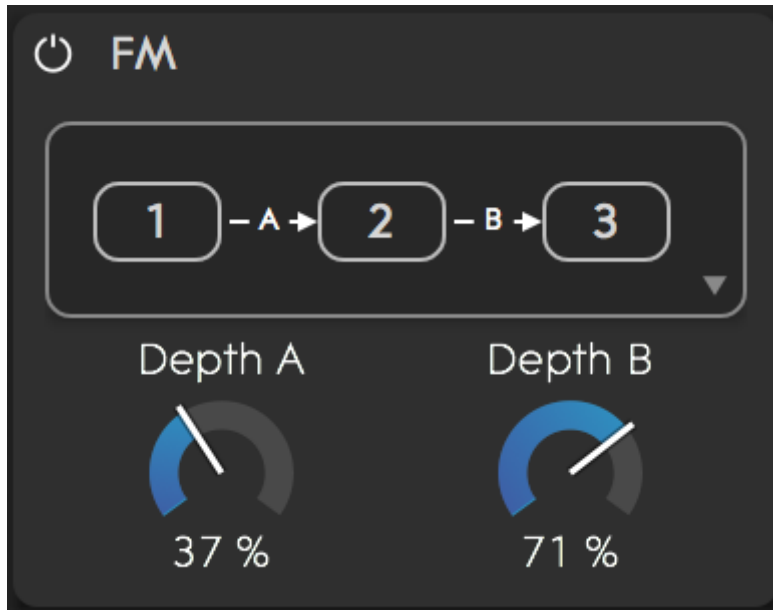 FM
1 – A → 2 – B → 3
Depth A Depth B
37 % 71 %